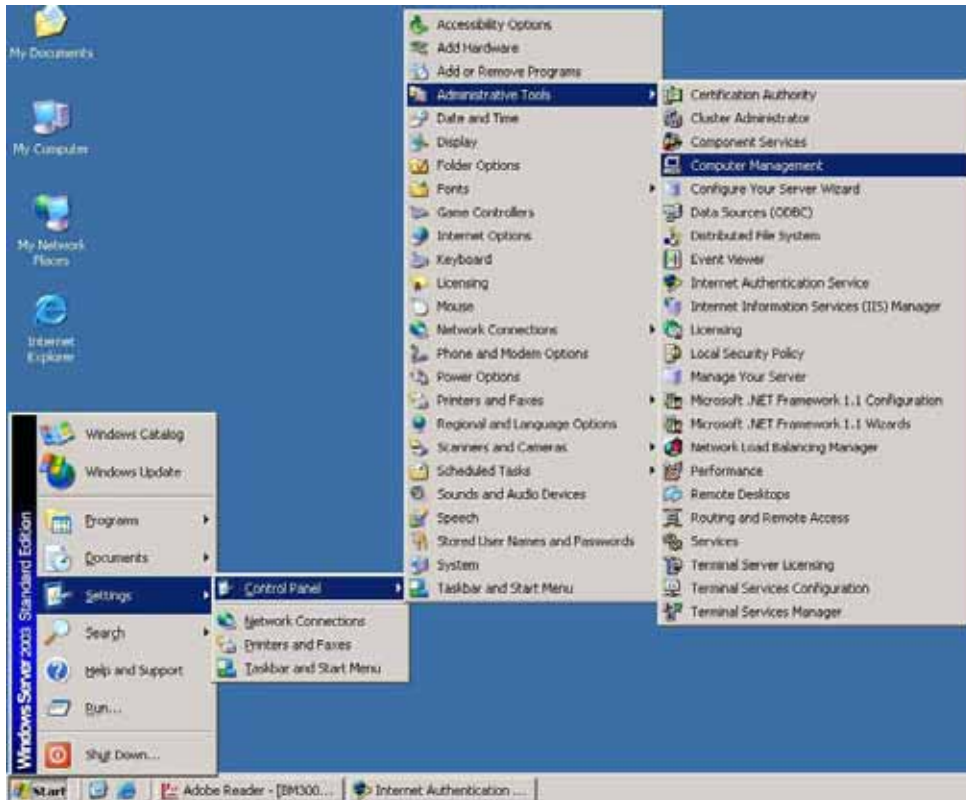 My Documents
My Computer
My Network
Places
Internet
Explorer
Windows Server 2003 Standard Edition
Windows Catalog
Windows Update
Programs
Documents
Settings
Search
Help and Support
Run...
Shut Down...
Control Panel
Network Connections
Printers and Faxes
Taskbar and Start Menu
Accessibility Options
Add Hardware
Add or Remove Programs
Administrative Tools
Date and Time
Display
Folder Options
Fonts
Game Controllers
Internet Options
Keyboard
Licensing
Mouse
Network Connections
Phone and Modem Options
Power Options
Printers and Faxes
Regional and Language Options
Scanners and Cameras
Scheduled Tasks
Sounds and Audio Devices
Speech
Stored User Names and Passwords
System
Taskbar and Start Menu
Certification Authority
Cluster Administrator
Component Services
Computer Management
Configure Your Server Wizard
Data Sources (ODBC)
Distributed File System
Event Viewer
Internet Authentication Service
Internet Information Services (IIS) Manager
Licensing
Local Security Policy
Manage Your Server
Microsoft .NET Framework 1.1 Configuration
Microsoft .NET Framework 1.1 Wizards
Network Load Balancing Manager
Performance
Remote Desktops
Routing and Remote Access
Services
Terminal Server Licensing
Terminal Services Configuration
Terminal Services Manager
Start
Adobe Reader - [BM300...
Internet Authentication ...